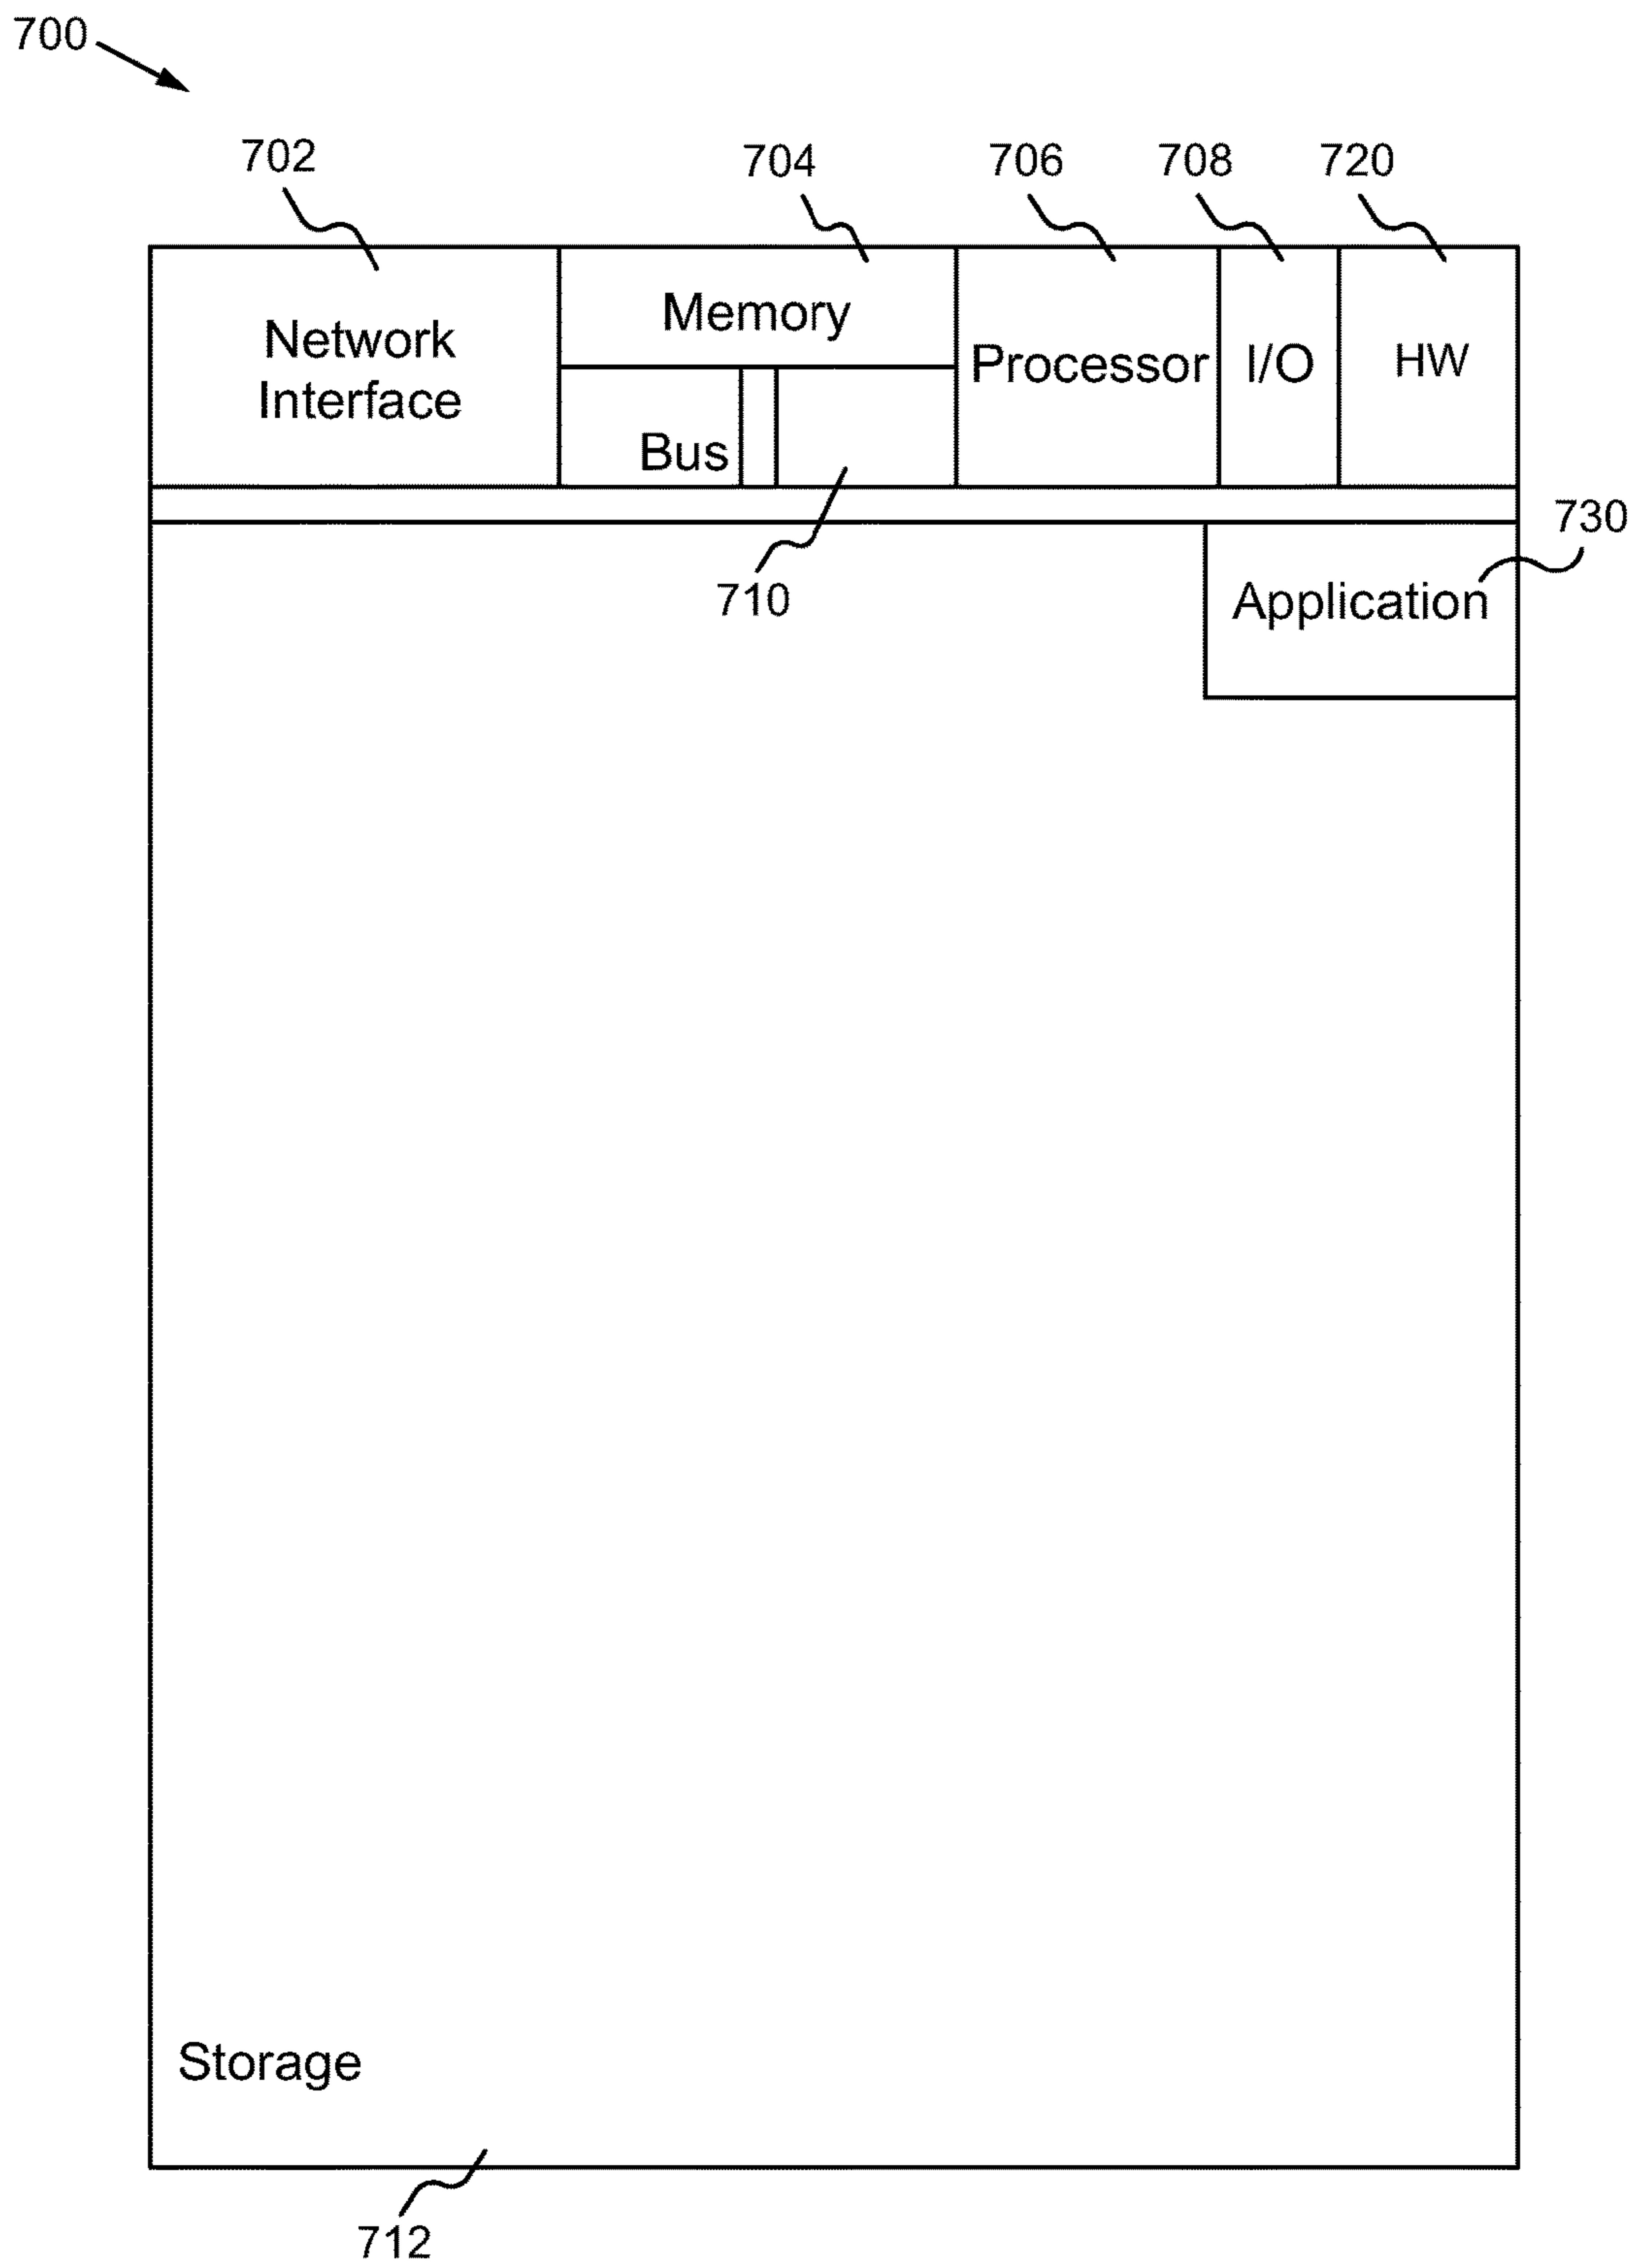 700
702
704
706
708
720
Network
Interface
Memory
Processor
I/O
HW
Bus
730
710
Application
Storage
712